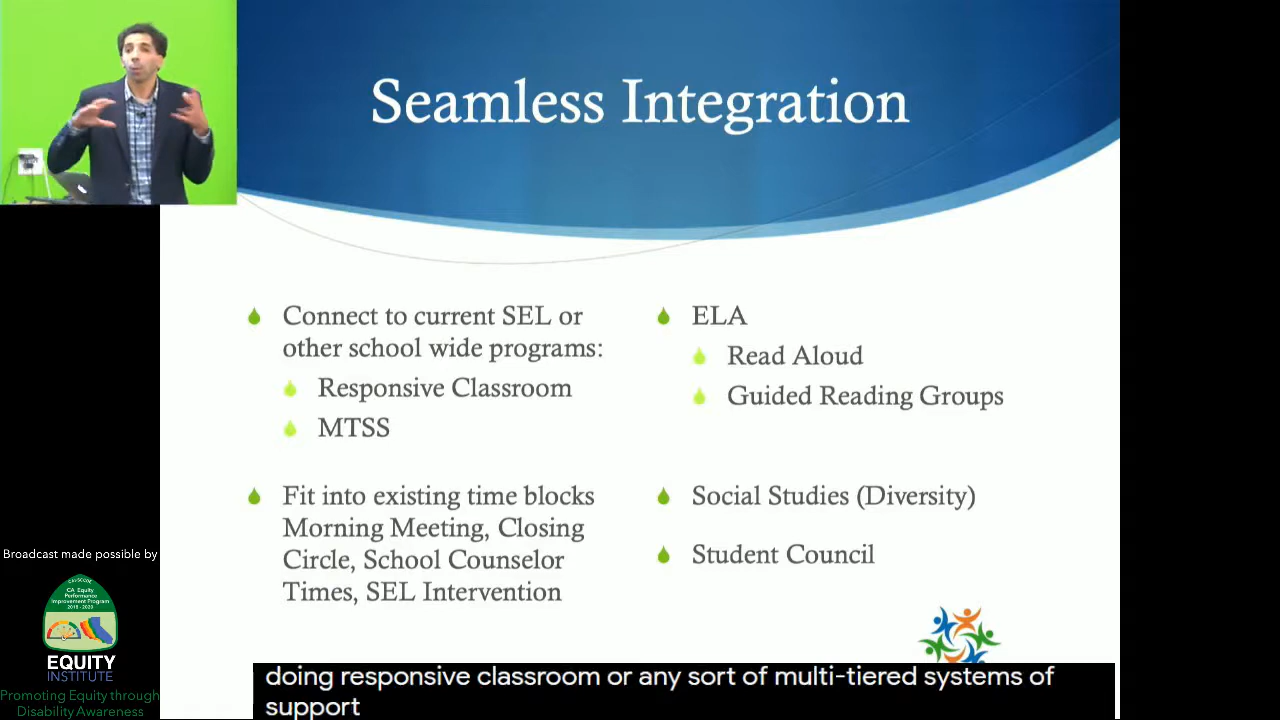 Seamless Integration
Connect to current SEL or
other school wide programs:
Responsive Classroom
MTSS
Fit into existing time blocks
Morning Meeting, Closing
Circle, School Counselor
Times, SEL Intervention
ELA
Read Aloud
Guided Reading Groups
Social Studies (Diversity)
Student Council
Broadcast made possible by
CA Equity
Performance
Improvement Program
2018 - 2020
EQUITY
INSTITUTE
Promoting Equity through
Disability Awareness
doing responsive classroom or any sort of multi-tiered systems of
support